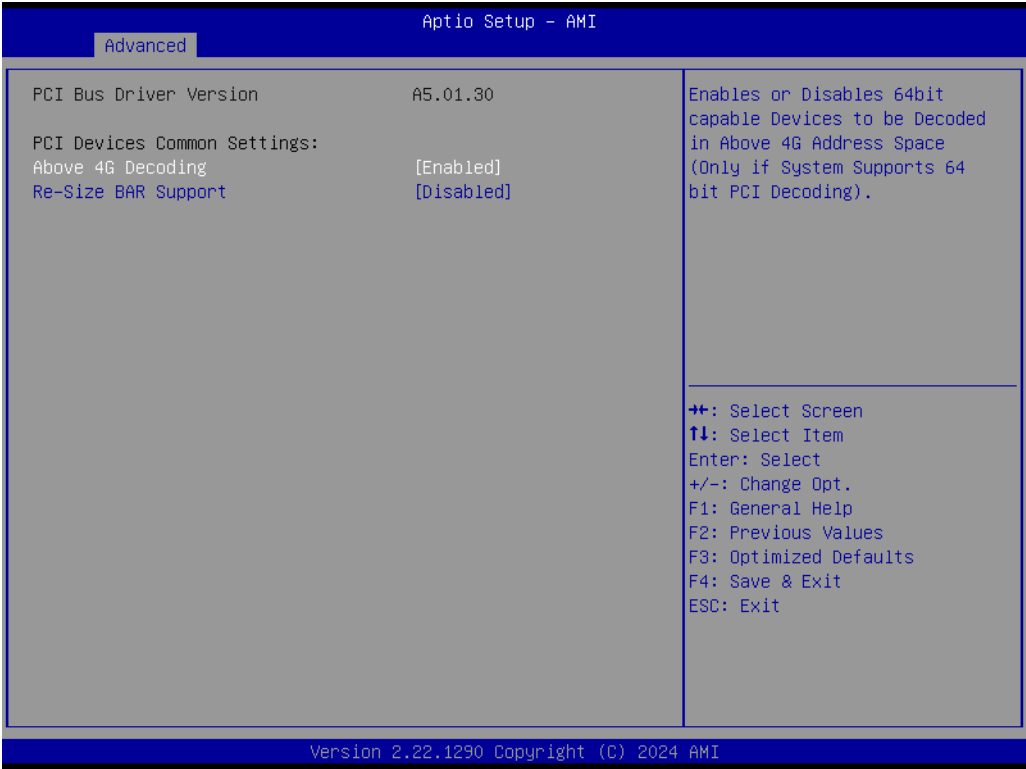 Aptio Setup – AMI
Advanced
PCI Bus Driver Version A5.01.30
PCI Devices Common Settings:
Above 4G Decoding [Enabled]
Re-Size BAR Support [Disabled]
Enables or Disables 64bit
capable Devices to be Decoded
in Above 4G Address Space
(Only if System Supports 64
bit PCI Decoding).
→←: Select Screen
↑↓: Select Item
Enter: Select
+/-: Change Opt.
F1: General Help
F2: Previous Values
F3: Optimized Defaults
F4: Save & Exit
ESC: Exit
Version 2.22.1290 Copyright (C) 2024 AMI